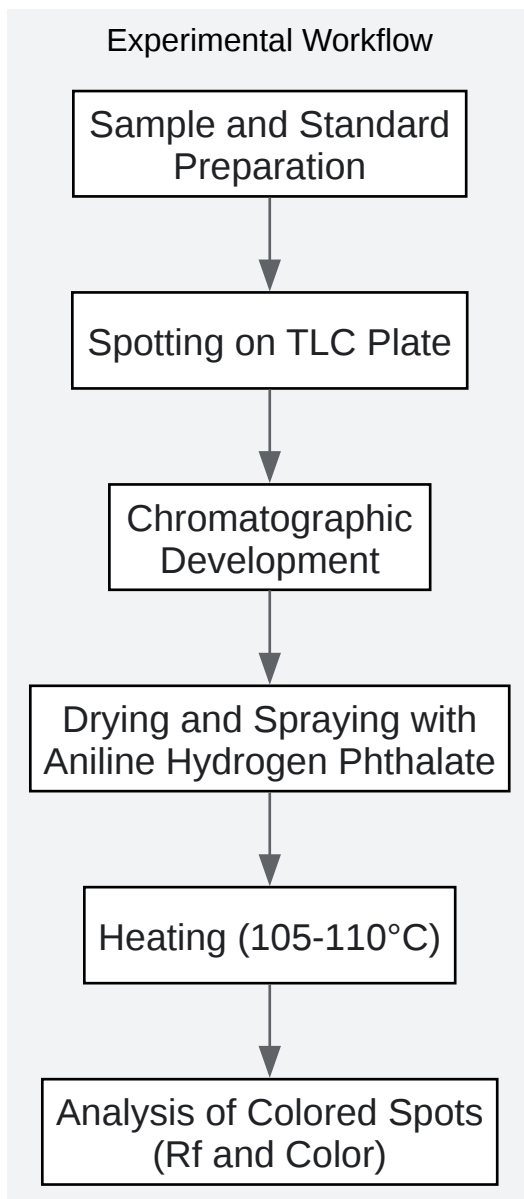 Experimental Workflow
Sample and Standard
Preparation
Spotting on TLC Plate
Chromatographic
Development
Drying and Spraying with
Aniline Hydrogen Phthalate
Heating (105-110°C)
Analysis of Colored Spots
(Rf and Color)